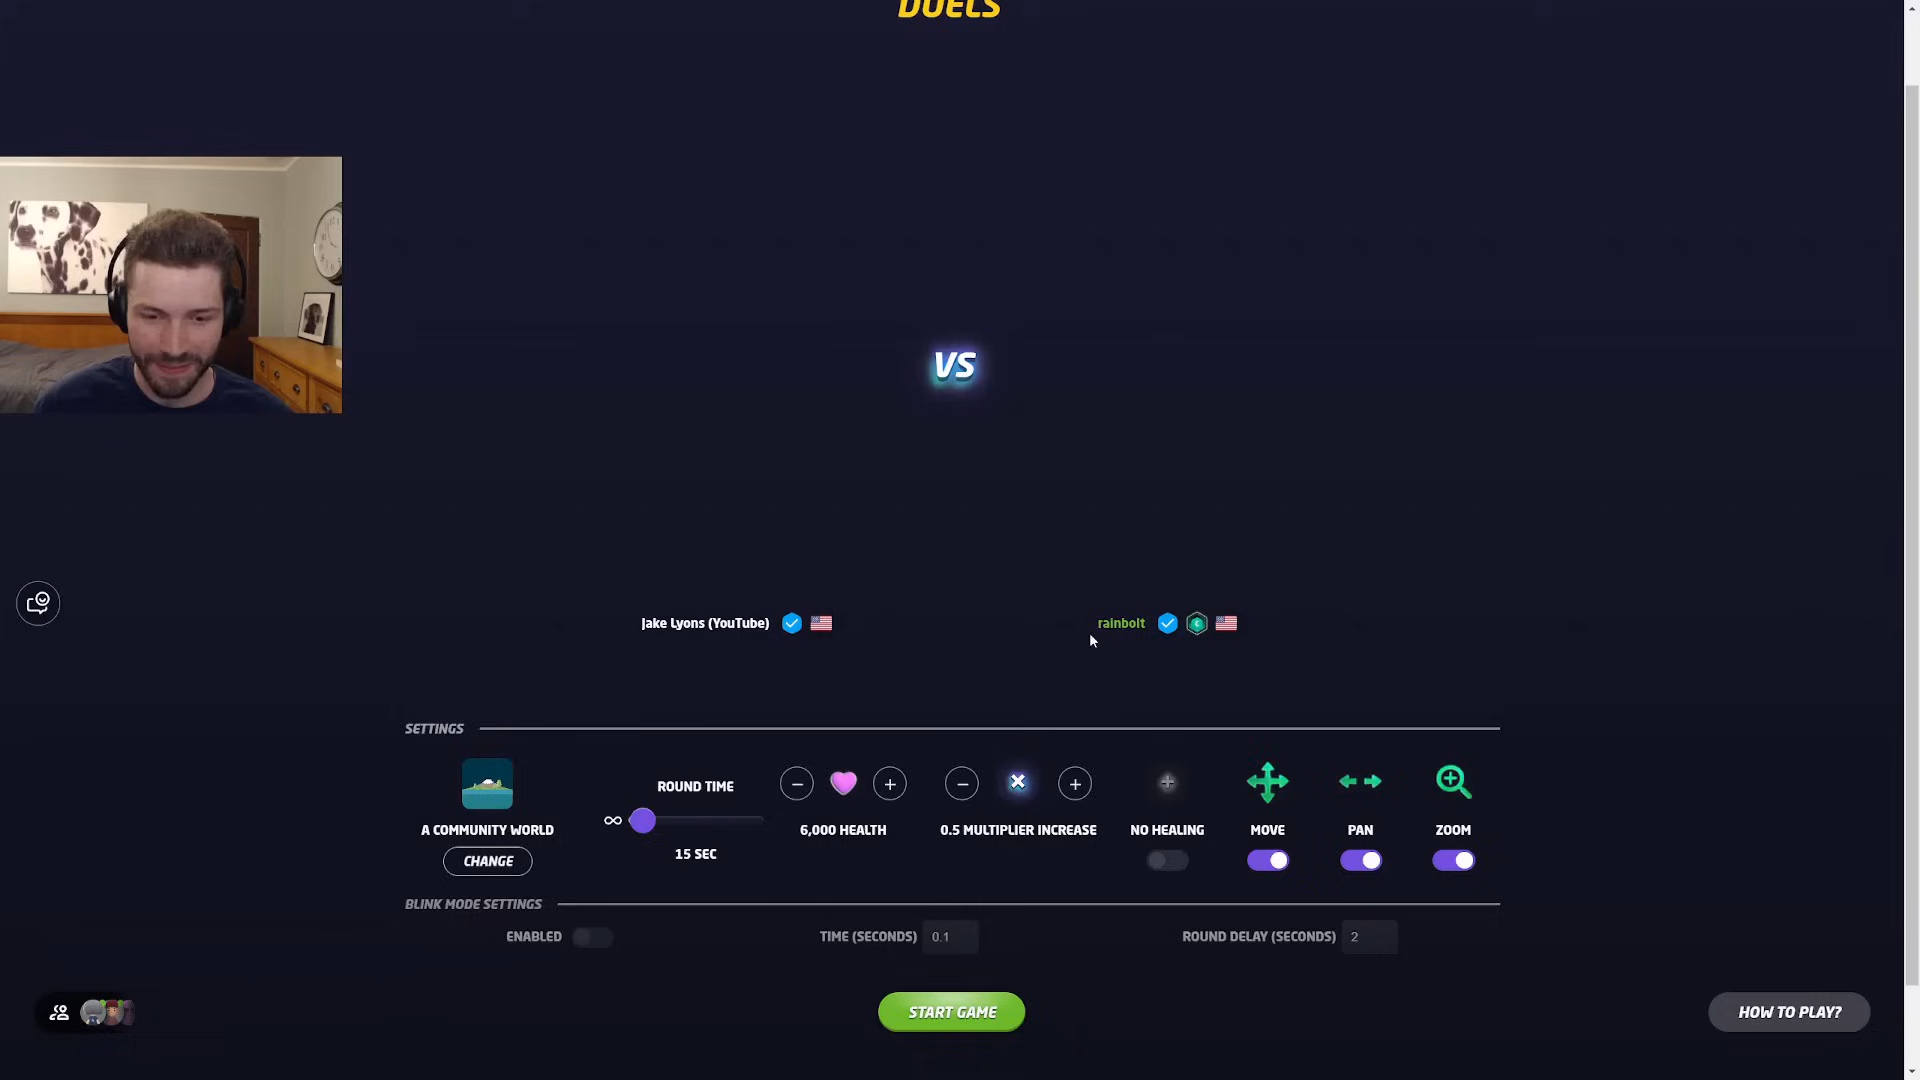 DUELS
VS
Jake Lyons (YouTube)
rainbolt
SETTINGS
A COMMUNITY WORLD
CHANGE
ROUND TIME
∞
15 SEC
6,000 HEALTH
0.5 MULTIPLIER INCREASE
NO HEALING
MOVE
PAN
ZOOM
BLINK MODE SETTINGS
ENABLED
TIME (SECONDS) 0.1
ROUND DELAY (SECONDS) 2
START GAME
HOW TO PLAY?